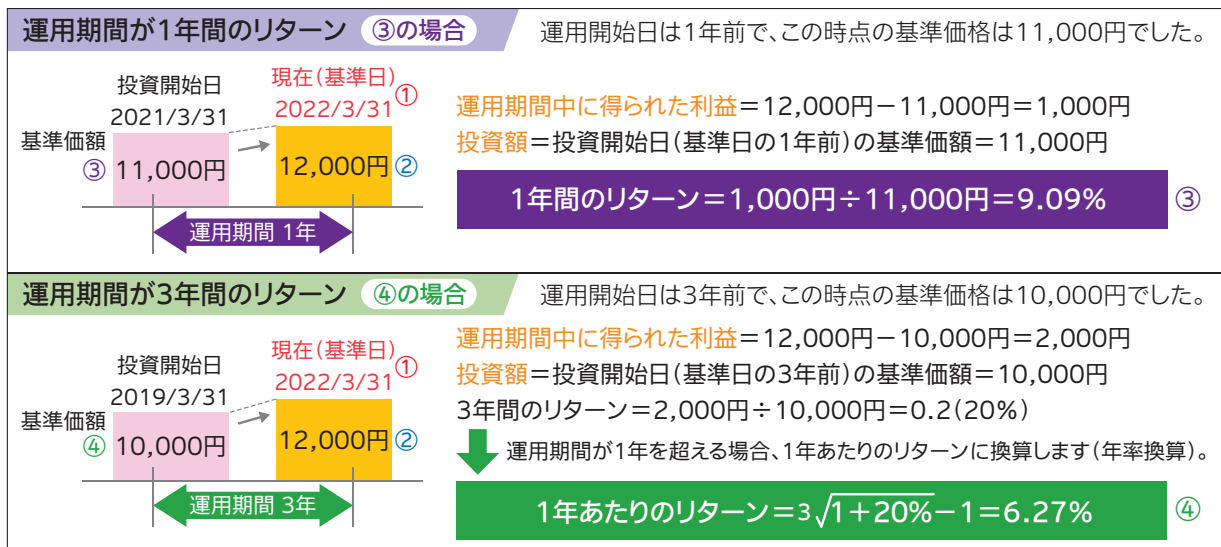 運用期間が1年間のリターン ③の場合 運用開始日は1年前で、この時点の基準価格は11,000円でした。
投資開始日
2021/3/31
現在(基準日)
2022/3/31①
基準価額
③ 11,000円
12,000円 ②
運用期間 1年
運用期間中に得られた利益=12,000円-11,000円=1,000円
投資額=投資開始日(基準日の1年前)の基準価額=11,000円
1年間のリターン=1,000円÷11,000円=9.09% ③
運用期間が3年間のリターン ④の場合 運用開始日は3年前で、この時点の基準価格は10,000円でした。
投資開始日
2019/3/31
現在(基準日)
2022/3/31①
基準価額
④ 10,000円
12,000円 ②
運用期間 3年
運用期間中に得られた利益=12,000円-10,000円=2,000円
投資額=投資開始日(基準日の3年前)の基準価額=10,000円
3年間のリターン=2,000円÷10,000円=0.2(20%)
運用期間が1年を超える場合、1年あたりのリターンに換算します(年率換算)。
1年あたりのリターン=3√1+20%-1=6.27% ④